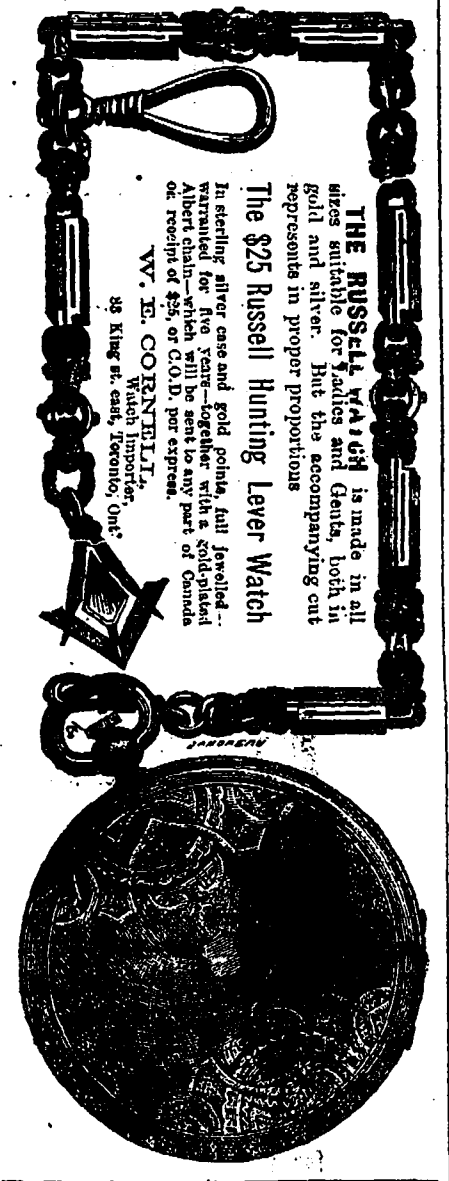 THE RUSSELL WATCH is made in all
sizes suitable for Ladies and Gents, both in
gold and silver. But the accompanying cut
represents in proper proportions
The $25 Russell Hunting Lever Watch
In sterling silver case and gold points, full jewelled—
warranted for five years—together with a gold-plated
Albert chain—which will be sent to any part of Canada
on receipt of $25, or C.O.D. per express.
W. E. CORNELL,
Watch Importer,
83 King st. east, Toronto, Ont.